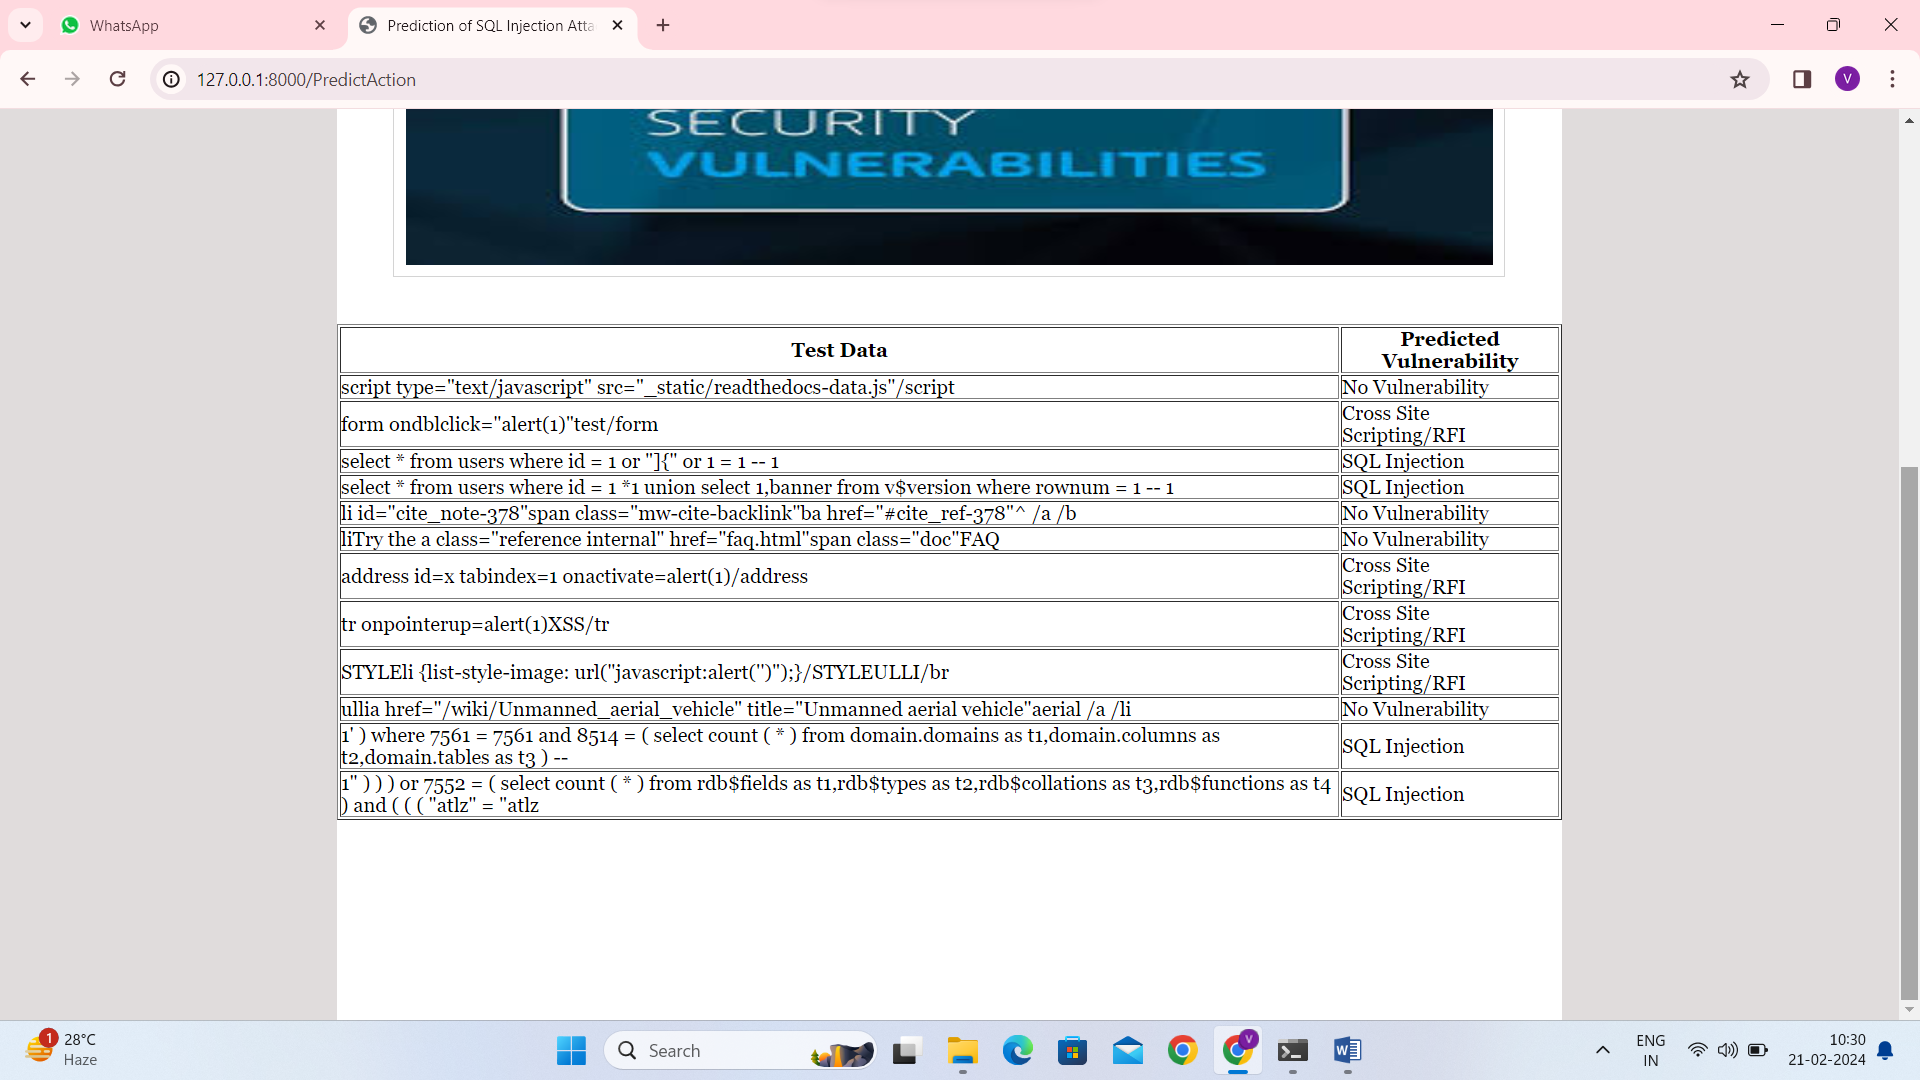 WhatsApp
Prediction of SQL Injection Atta
127.0.0.1:8000/PredictAction
V
SECURITY
VULNERABILITIES
Test Data
Predicted
Vulnerability
script type="text/javascript" src="_static/readthedocs-data.js"/script
No Vulnerability
form ondblclick="alert(1)"test/form
Cross Site
Scripting/RFI
select * from users where id = 1 or "]{" or 1 = 1 -- 1
SQL Injection
select * from users where id = 1 *1 union select 1,banner from v$version where rownum = 1 -- 1
SQL Injection
li id="cite_note-378"span class="mw-cite-backlink"ba href="#cite_ref-378"^ /a /b
No Vulnerability
liTry the a class="reference internal" href="faq.html"span class="doc"FAQ
No Vulnerability
address id=x tabindex=1 onactivate=alert(1)/address
Cross Site
Scripting/RFI
tr onpointerup=alert(1)XSS/tr
Cross Site
Scripting/RFI
STYLEli {list-style-image: url("javascript:alert('')");}/STYLEULLI/br
Cross Site
Scripting/RFI
ullia href="/wiki/Unmanned_aerial_vehicle" title="Unmanned aerial vehicle"aerial /a /li
No Vulnerability
1' ) where 7561 = 7561 and 8514 = ( select count ( * ) from domain.domains as t1,domain.columns as
t2,domain.tables as t3 ) --
SQL Injection
1" ) ) ) or 7552 = ( select count ( * ) from rdb$fields as t1,rdb$types as t2,rdb$collations as t3,rdb$functions as t4
) and ( ( ( "atlz" = "atlz
SQL Injection
1
28°C
Haze
Search
V
ENG
IN
10:30
21-02-2024